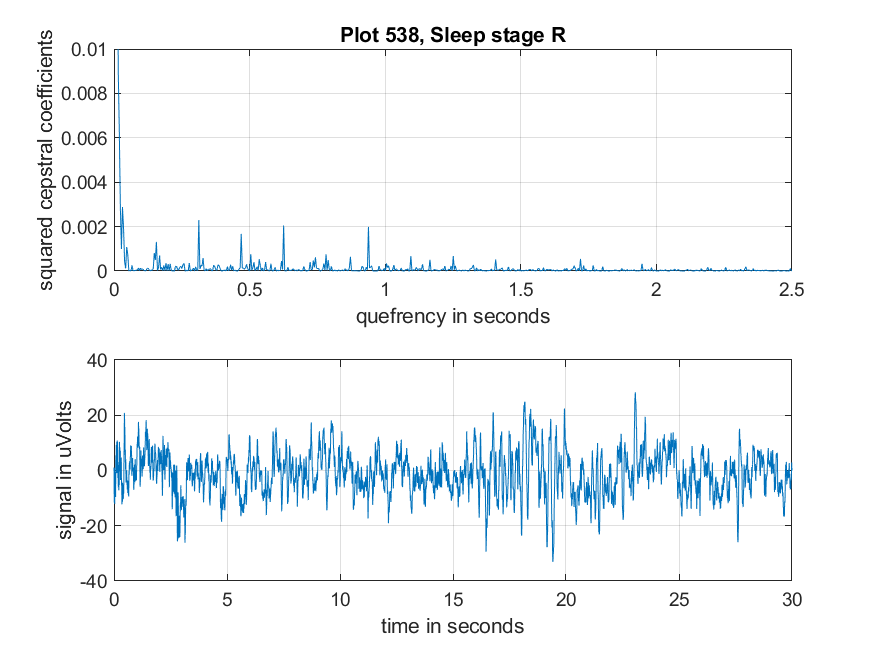 Plot 538, Sleep stage R
squared cepstral coefficients
0.01
0.008
0.006
0.004
0.002
0
0 0.5 1 1.5 2 2.5
quefrency in seconds
signal in uVolts
40
20
0
-20
-40
0 5 10 15 20 25 30
time in seconds